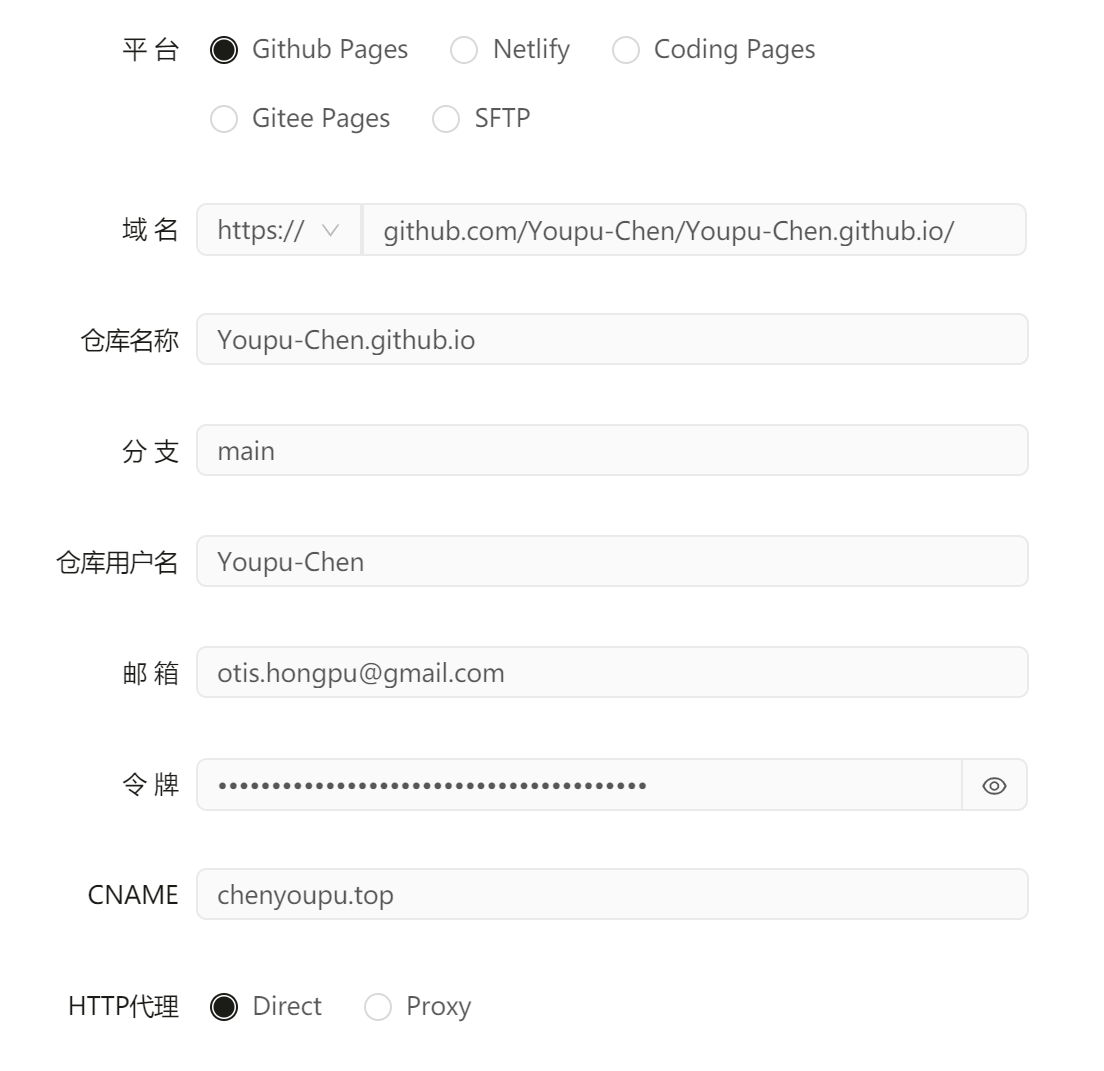 平 台 Github Pages Netlify Coding Pages
Gitee Pages SFTP
域 名 https:// github.com/Youpu-Chen/Youpu-Chen.github.io/
仓库名称 Youpu-Chen.github.io
分 支 main
仓库用户名 Youpu-Chen
邮 箱 otis.hongpu@gmail.com
令 牌 ••••••••••••••••••••••••••••••••••••••••
CNAME chenyoupu.top
HTTP代理 Direct Proxy